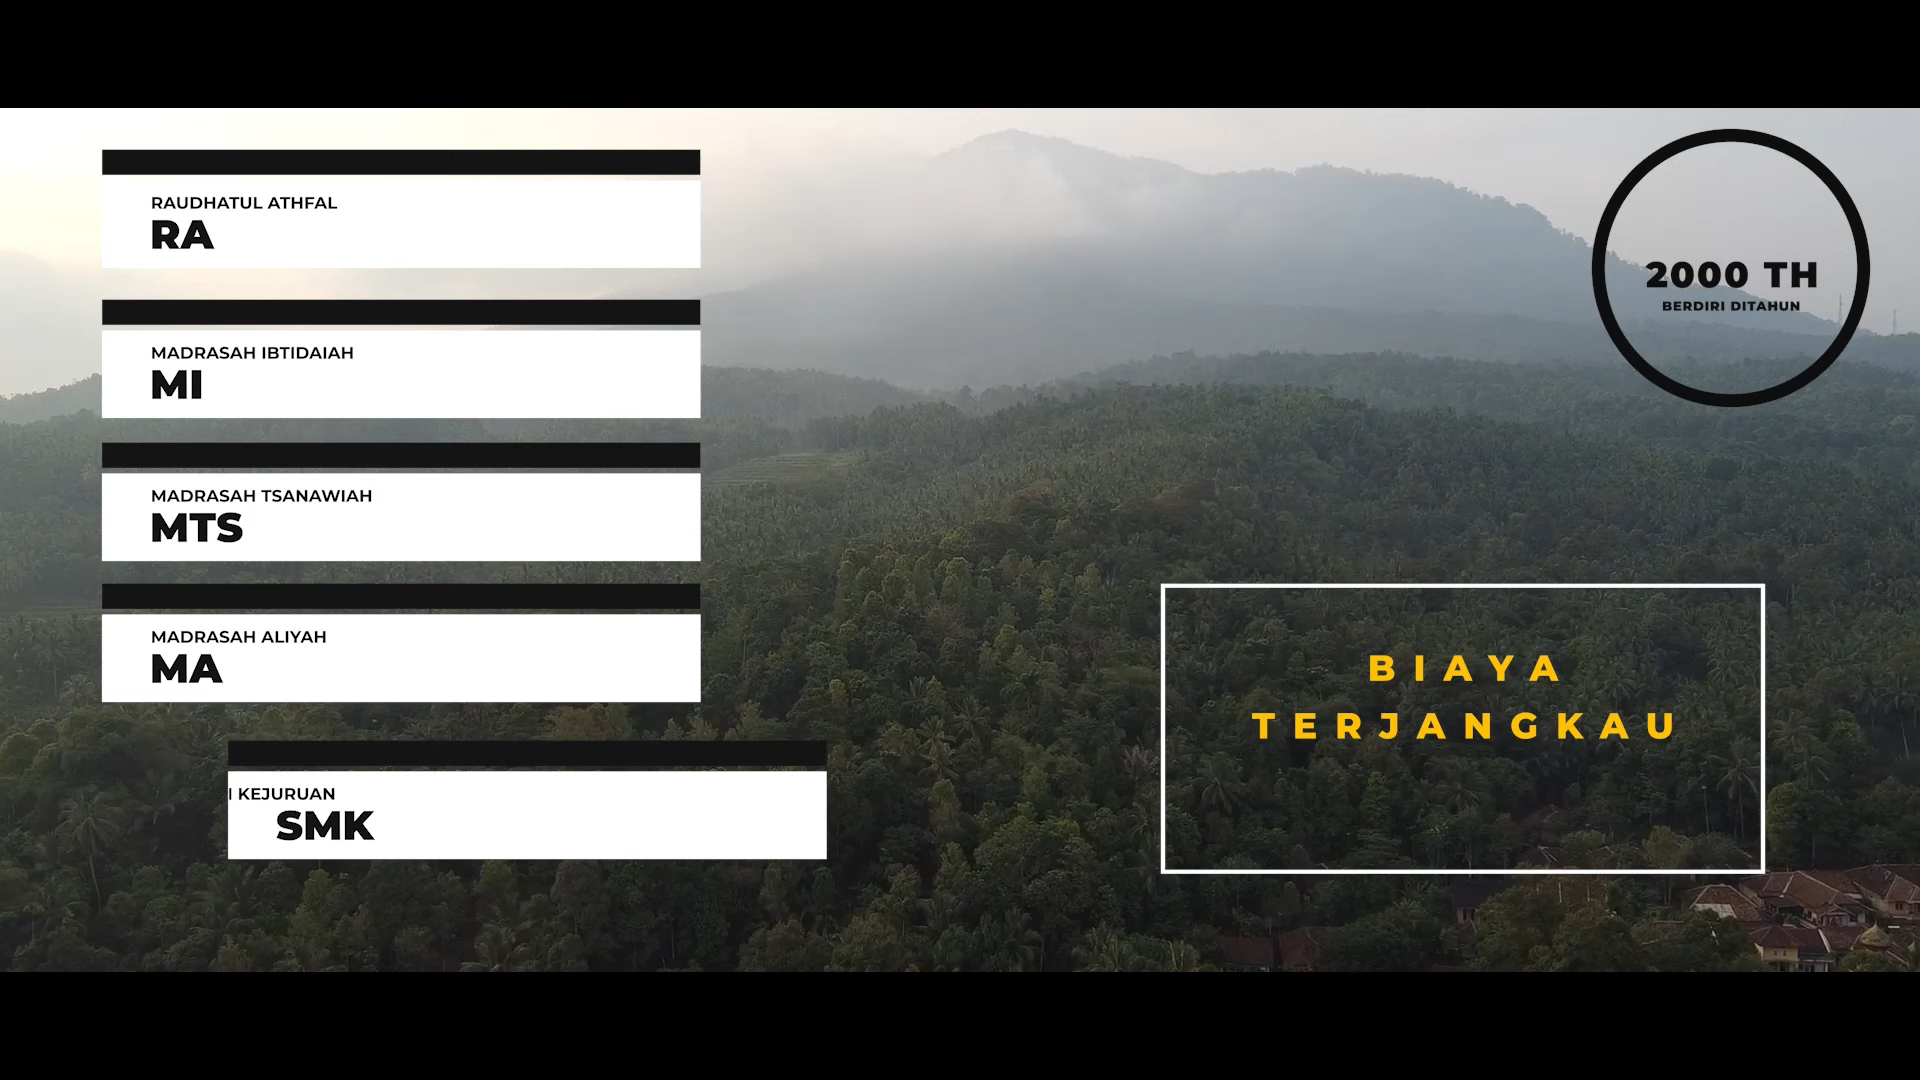 RAUDHATUL ATHFAL
RA
MADRASAH IBTIDAIAH
MI
MADRASAH TSANAWIAH
MTS
MADRASAH ALIYAH
MA
KEJURUAN
SMK
2000 TH
BERDIRI DITAHUN
BIAYA
TERJANGKAU